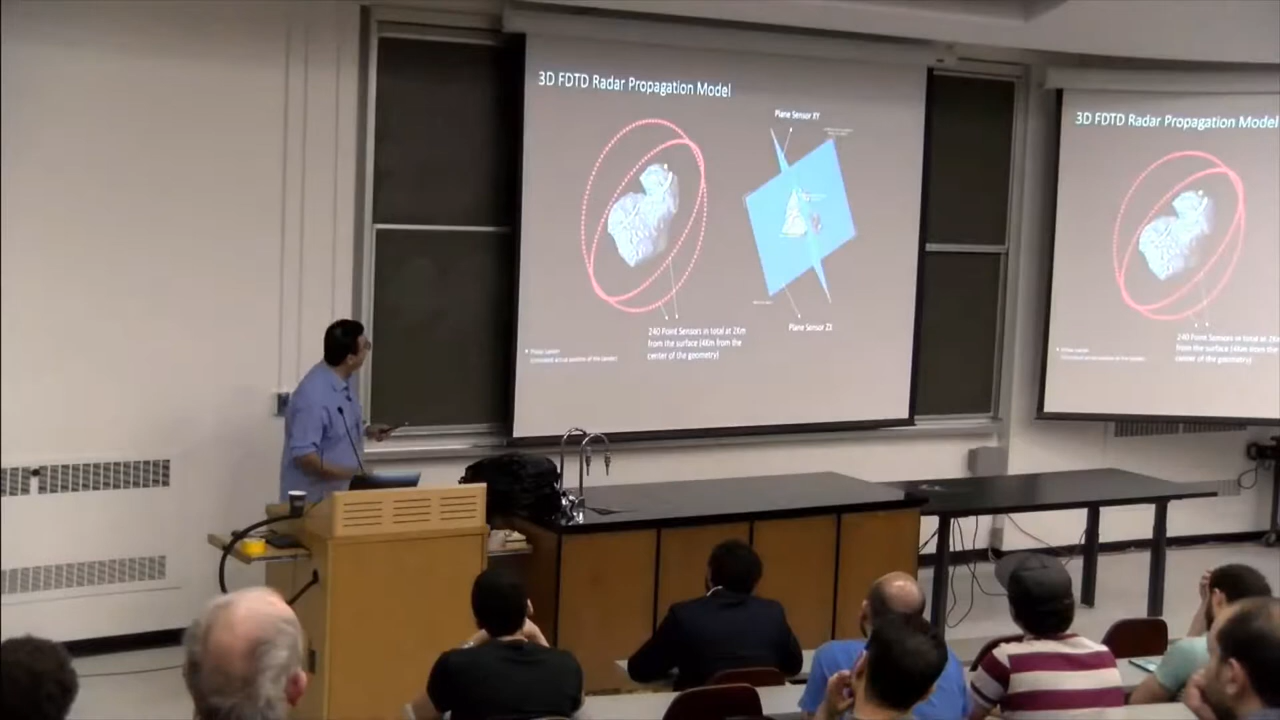 3D FDTD Radar Propagation Model
Plane Sensor XY
Plane Sensor ZX
240 Point Sensors in total at 2Km
from the surface (4Km from the
center of the geometry)
3D FDTD Radar Propagation Model
240 Point Sensors in total at 2K
from the surface (4Km from the
center of the geometry)